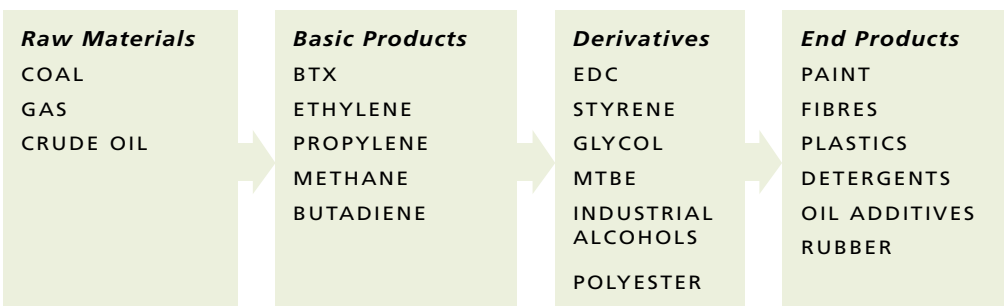 Raw Materials
COAL
GAS
CRUDE OIL
Basic Products
BTX
ETHYLENE
PROPYLENE
METHANE
BUTADIENE
Derivatives
EDC
STYRENE
GLYCOL
MTBE
INDUSTRIAL
ALCOHOLS
POLYESTER
End Products
PAINT
FIBRES
PLASTICS
DETERGENTS
OIL ADDITIVES
RUBBER